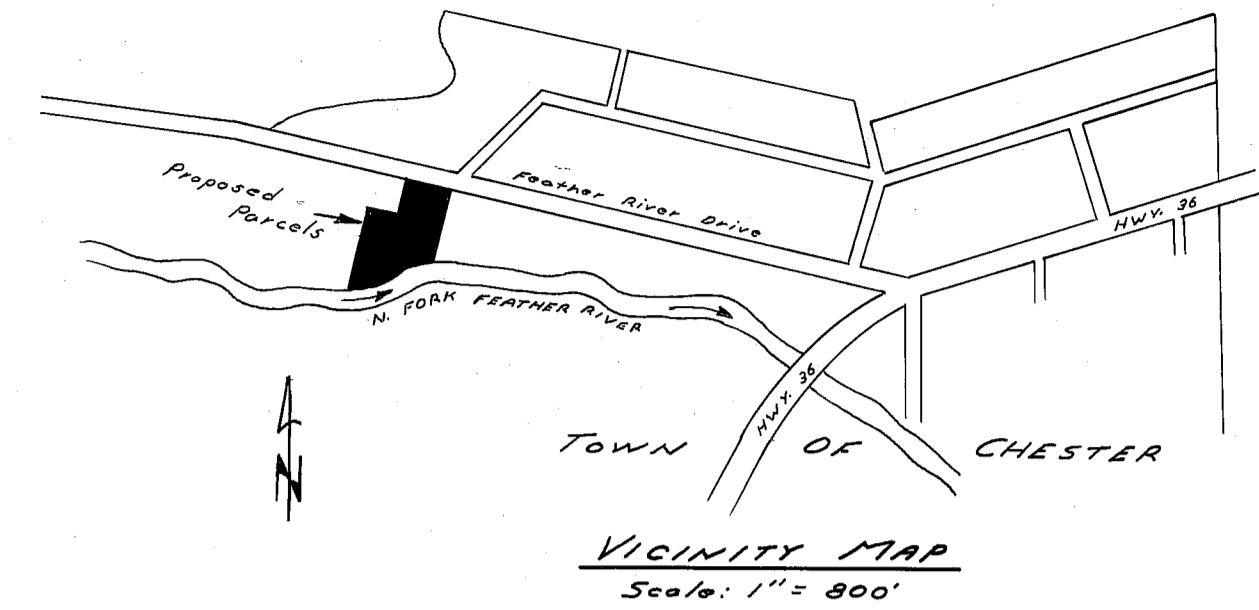 Proposed
Parcels
Feather River Drive
HWY. 36
N. FORK FEATHER RIVER
HWY. 36
N
TOWN OF CHESTER
VICINITY MAP
Scale: 1" = 800'